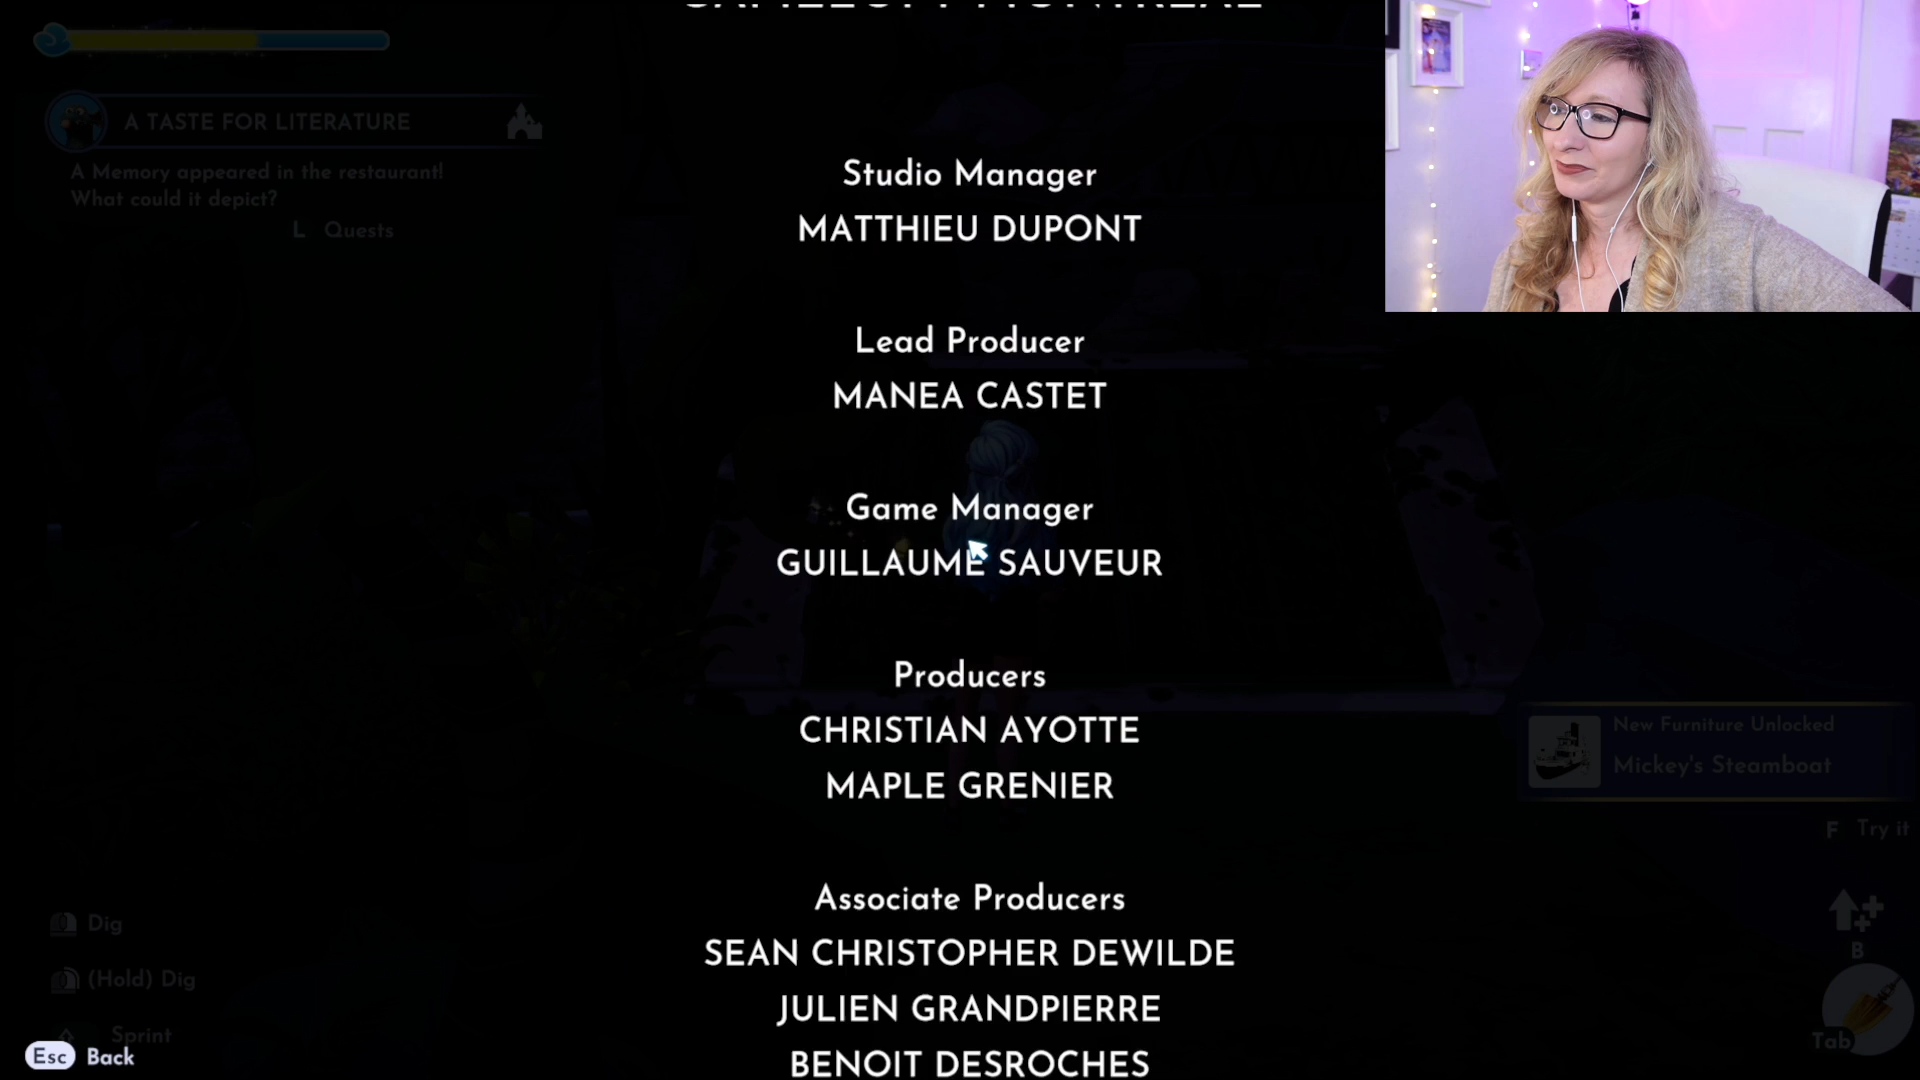 GAMELOFT MONTREAL
A TASTE FOR LITERATURE
A Memory appeared in the restaurant!
What could it depict?
L Quests
Studio Manager
MATTHIEU DUPONT
Lead Producer
MANEA CASTET
Game Manager
GUILLAUME SAUVEUR
Producers
CHRISTIAN AYOTTE
MAPLE GRENIER
Associate Producers
SEAN CHRISTOPHER DEWILDE
JULIEN GRANDPIERRE
BENOIT DESROCHES
New Furniture Unlocked
Mickey's Steamboat
F Try it
B
Tab
Dig
(Hold) Dig
Sprint
Esc Back